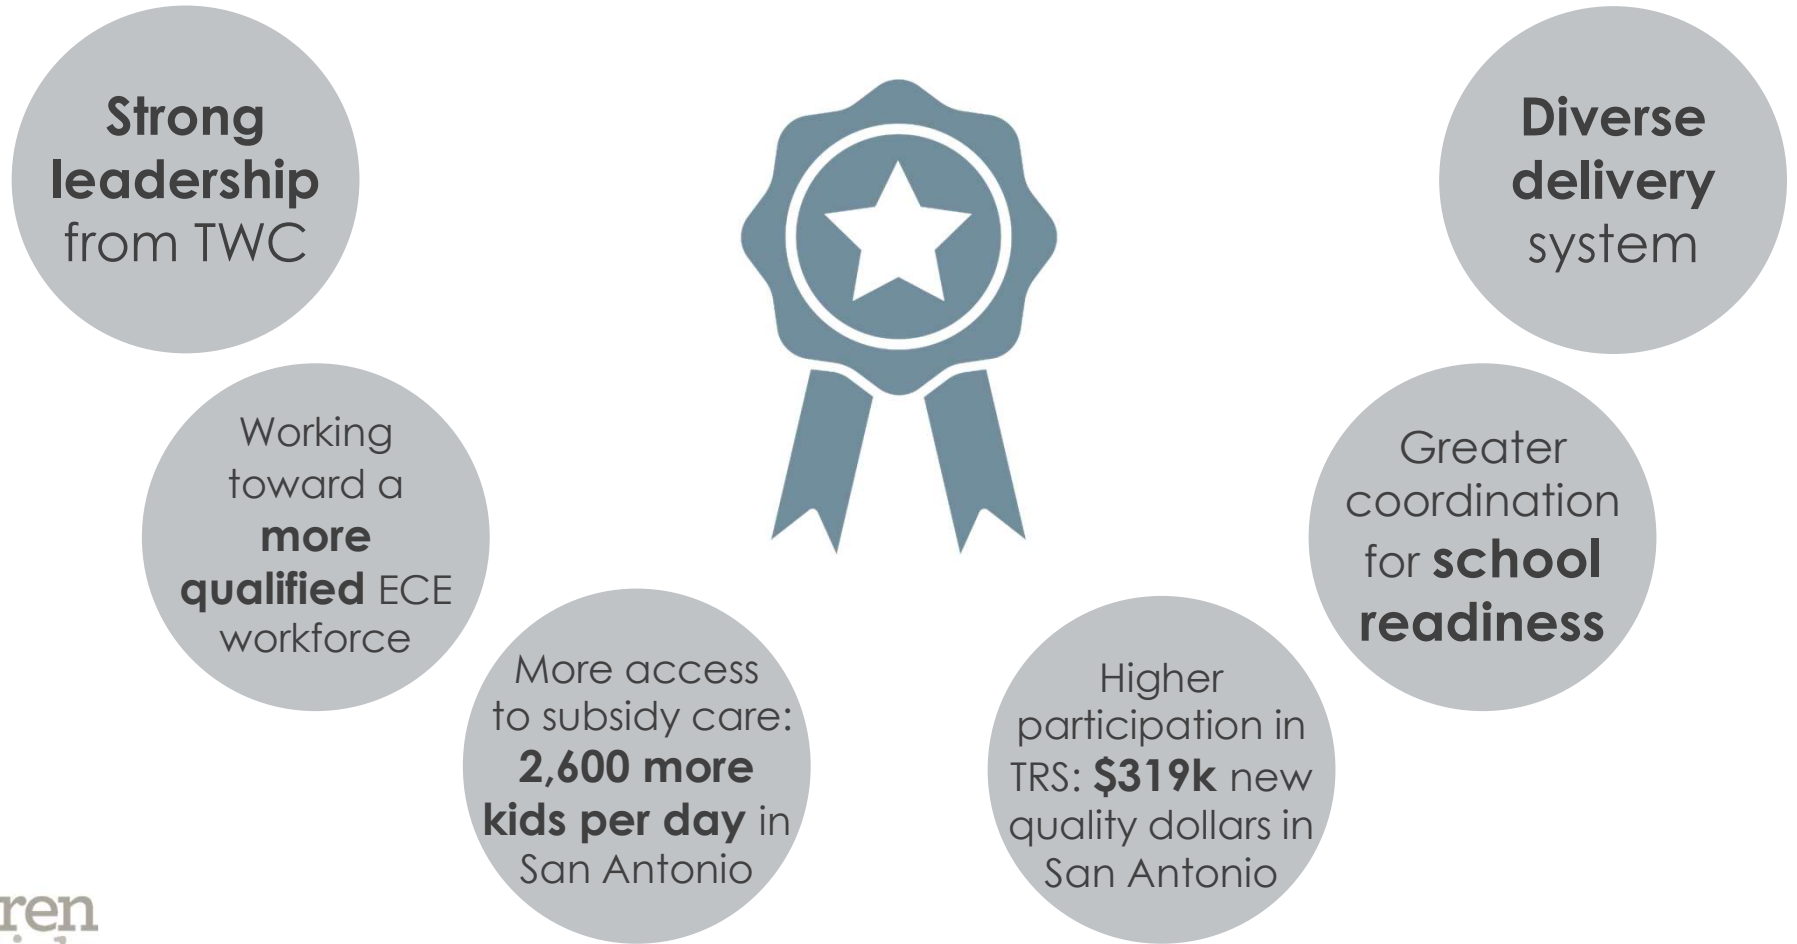 Strong
leadership
from TWC
Working
toward a
more
qualified ECE
workforce
More access
to subsidy care:
2,600 more
kids per day in
San Antonio
Higher
participation in
TRS: $319k new
quality dollars in
San Antonio
Greater
coordination
for school
readiness
Diverse
delivery
system
ren